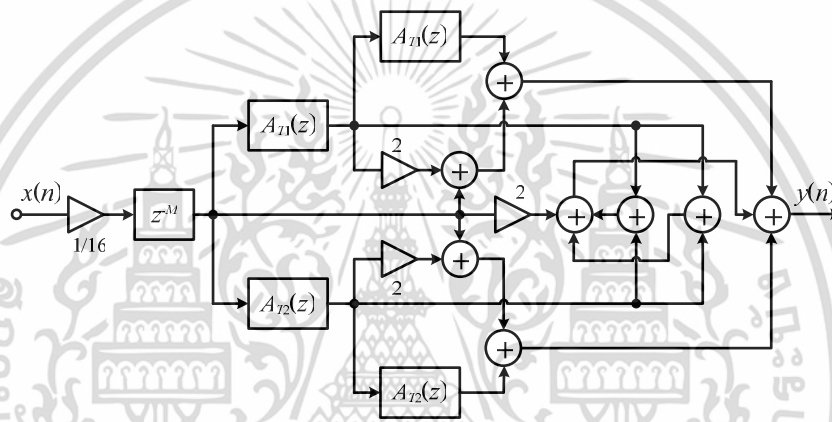 A_{T1}(z)
A_{T1}(z)
2
2
x(n)
z^{-M}
y(n)
1/16
2
A_{T2}(z)
A_{T2}(z)